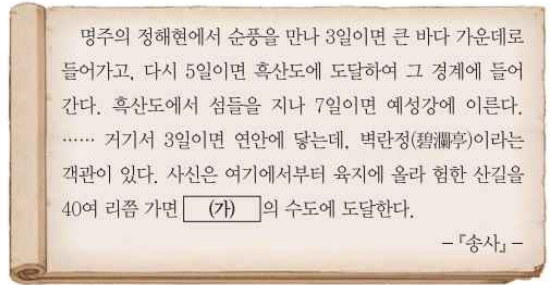 명주의 정해현에서 순풍을 만나 3일이면 큰 바다 가운데로
들어가고, 다시 5일이면 흑산도에 도달하여 그 경계에 들어
간다. 흑산도에서 섬들을 지나 7일이면 예성강에 이른다.
…… 거기서 3일이면 연안에 닿는데, 벽란정(碧瀾亭)이라는
객관이 있다. 사신은 여기에서부터 육지에 올라 험한 산길을
40여 리쯤 가면 (가) 의 수도에 도달한다.
- 『송사』 -